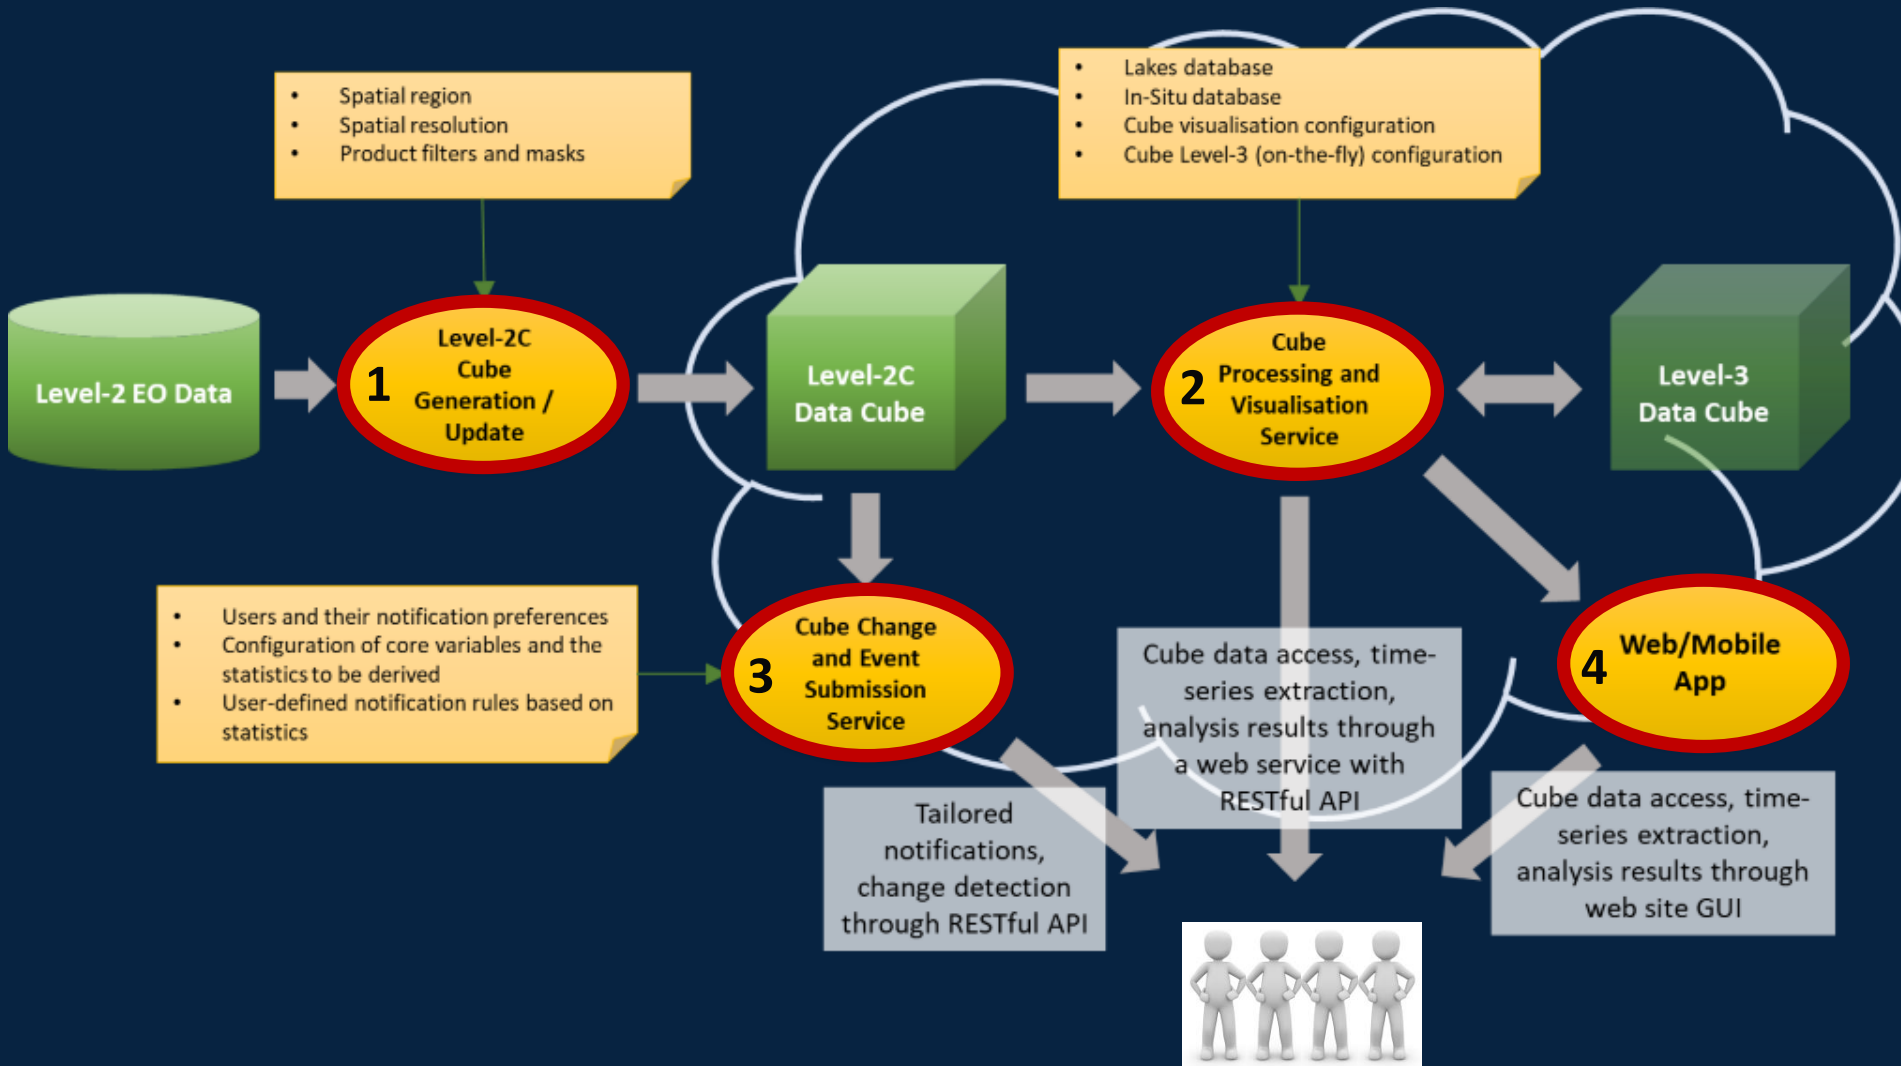 • Spatial region
• Spatial resolution
• Product filters and masks
• Lakes database
• In-Situ database
• Cube visualisation configuration
• Cube Level-3 (on-the-fly) configuration
Level-2 EO Data
1
Level-2C
Cube
Generation /
Update
Level-2C
Data Cube
2
Cube
Processing and
Visualisation
Service
Level-3
Data Cube
• Users and their notification preferences
• Configuration of core variables and the
statistics to be derived
• User-defined notification rules based on
statistics
3
Cube Change
and Event
Submission
Service
4
Web/Mobile
App
Cube data access, time-
series extraction,
analysis results through
a web service with
RESTful API
Tailored
notifications,
change detection
through RESTful API
Cube data access, time-
series extraction,
analysis results through
web site GUI